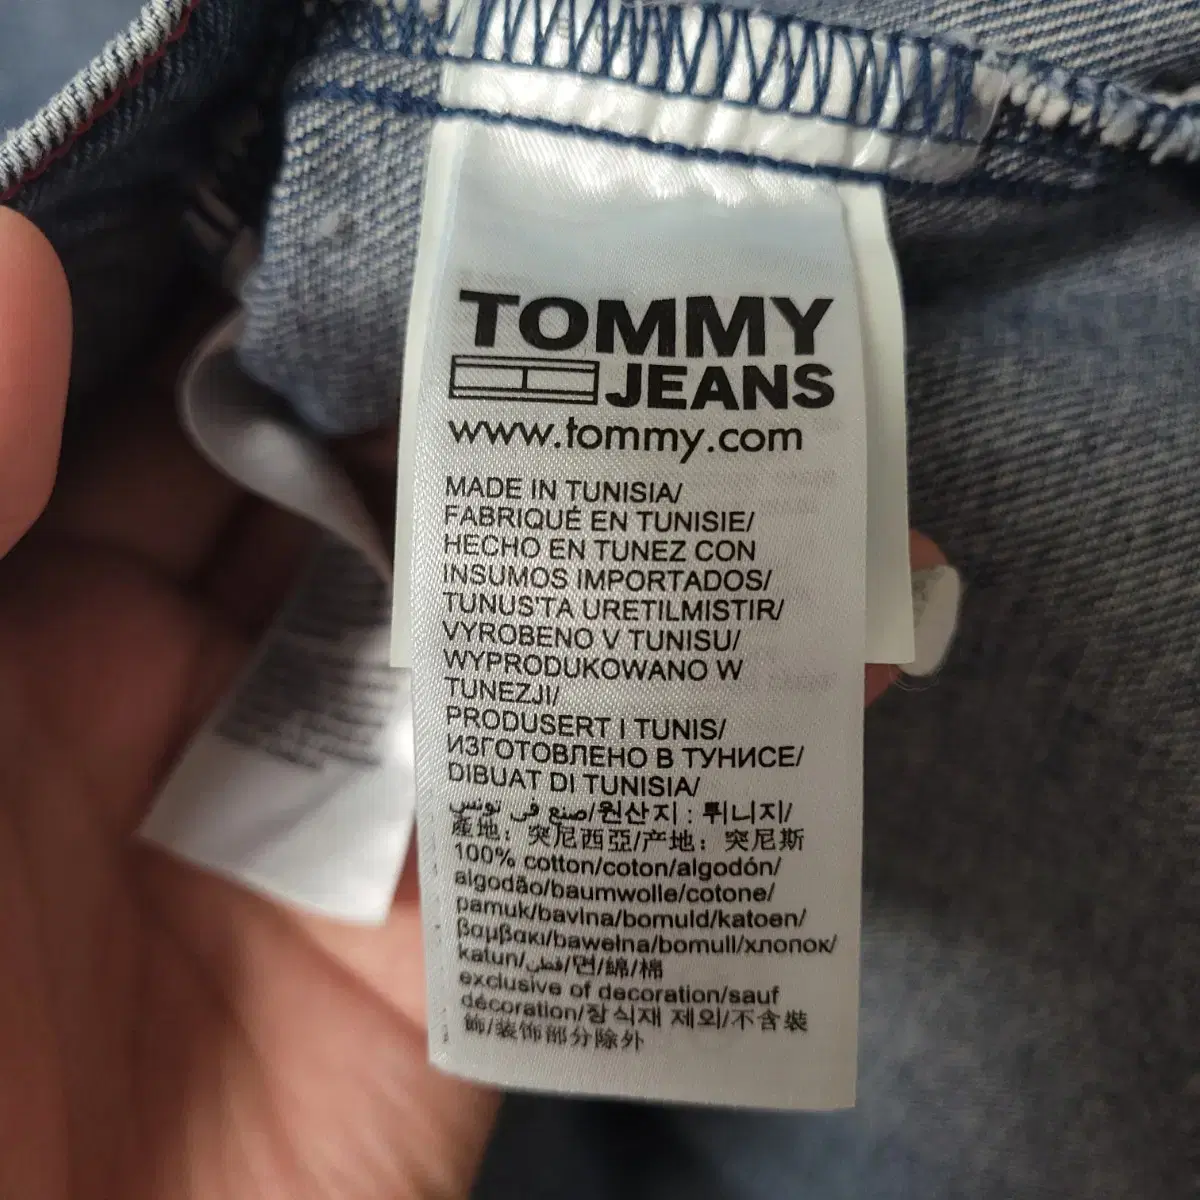 TOMMY
JEANS
www.tommy.com
MADE IN TUNISIA/
FABRIQUÉ EN TUNISIE/
HECHO EN TUNEZ CON
INSUMOS IMPORTADOS/
TUNUS'TA URETILMISTIR/
VYROBENO V TUNISU/
WYPRODUKOWANO W
TUNEZJI/
PRODUSERT I TUNIS/
ИЗГОТОВЛЕНО В ТУНИСЕ/
DIBUAT DI TUNISIA/
صنع في تونس/원산지 : 튀니지/
產地：突尼西亞/产地：突尼斯
100% cotton/coton/algodón/
algodão/baumwolle/cotone/
pamuk/bavlna/bomuld/katoen/
βαμβακι/bawełna/bomull/хлопок/
katun/قطن/면/綿/棉
exclusive of decoration/sauf
décoration/장식재 제외/不含裝
飾/装饰部分除外